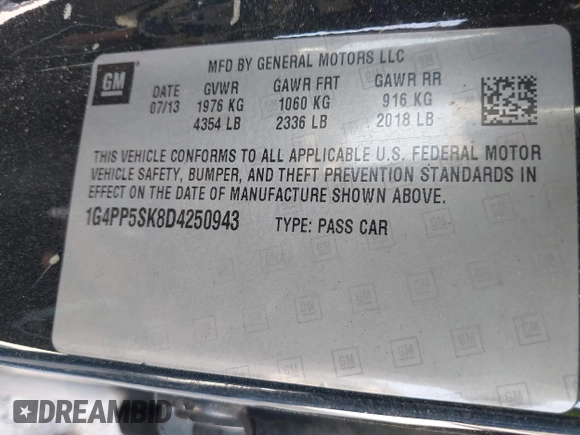 GM
MFD BY GENERAL MOTORS LLC
DATE GVWR GAWR FRT GAWR RR
07/13 1976 KG 1060 KG 916 KG
4354 LB 2336 LB 2018 LB
THIS VEHICLE CONFORMS TO ALL APPLICABLE U.S. FEDERAL MOTOR
VEHICLE SAFETY, BUMPER, AND THEFT PREVENTION STANDARDS IN
EFFECT ON THE DATE OF MANUFACTURE SHOWN ABOVE.
1G4PP5SK8D4250943 TYPE: PASS CAR
DREAMBID